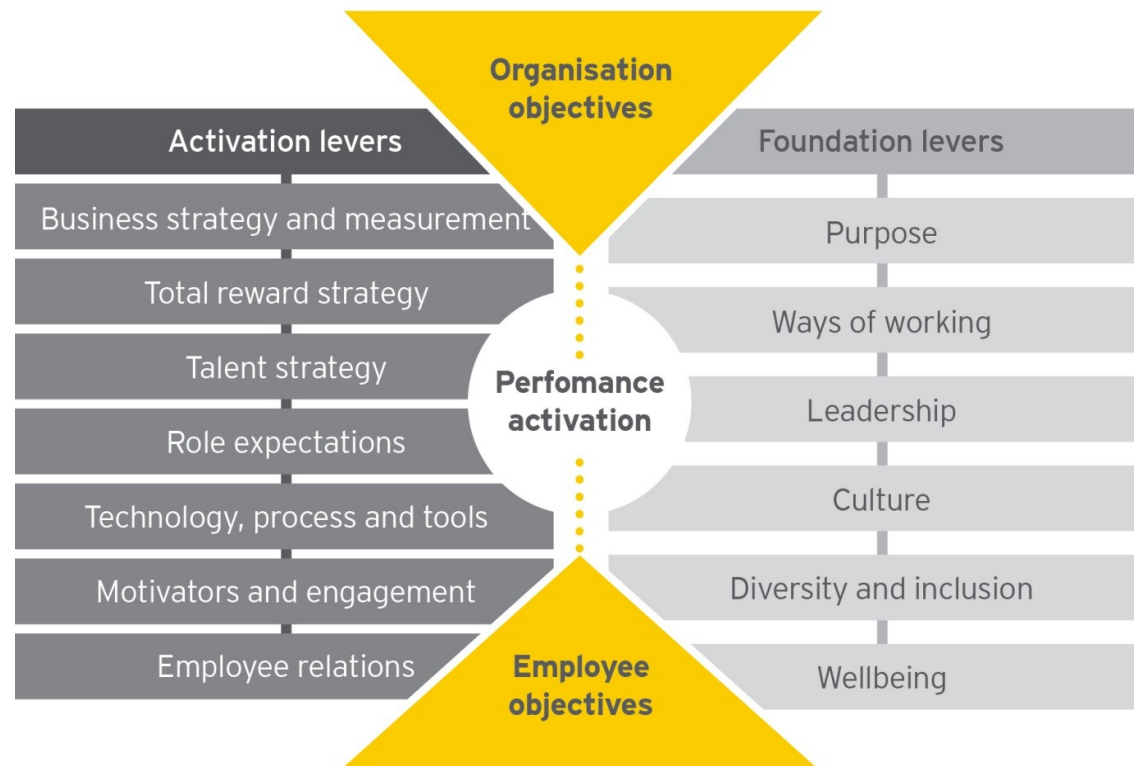 Organisation
objectives
Activation levers
Business strategy and measurement
Total reward strategy
Talent strategy
Role expectations
Technology, process and tools
Motivators and engagement
Employee relations
Perfomance
activation
Foundation levers
Purpose
Ways of working
Leadership
Culture
Diversity and inclusion
Wellbeing
Employee
objectives